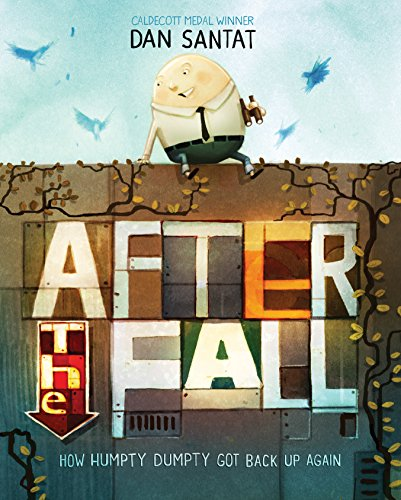 CALDECOTT MEDAL WINNER
DAN SANTAT
AFTER
The FALL
HOW HUMPTY DUMPTY GOT BACK UP AGAIN